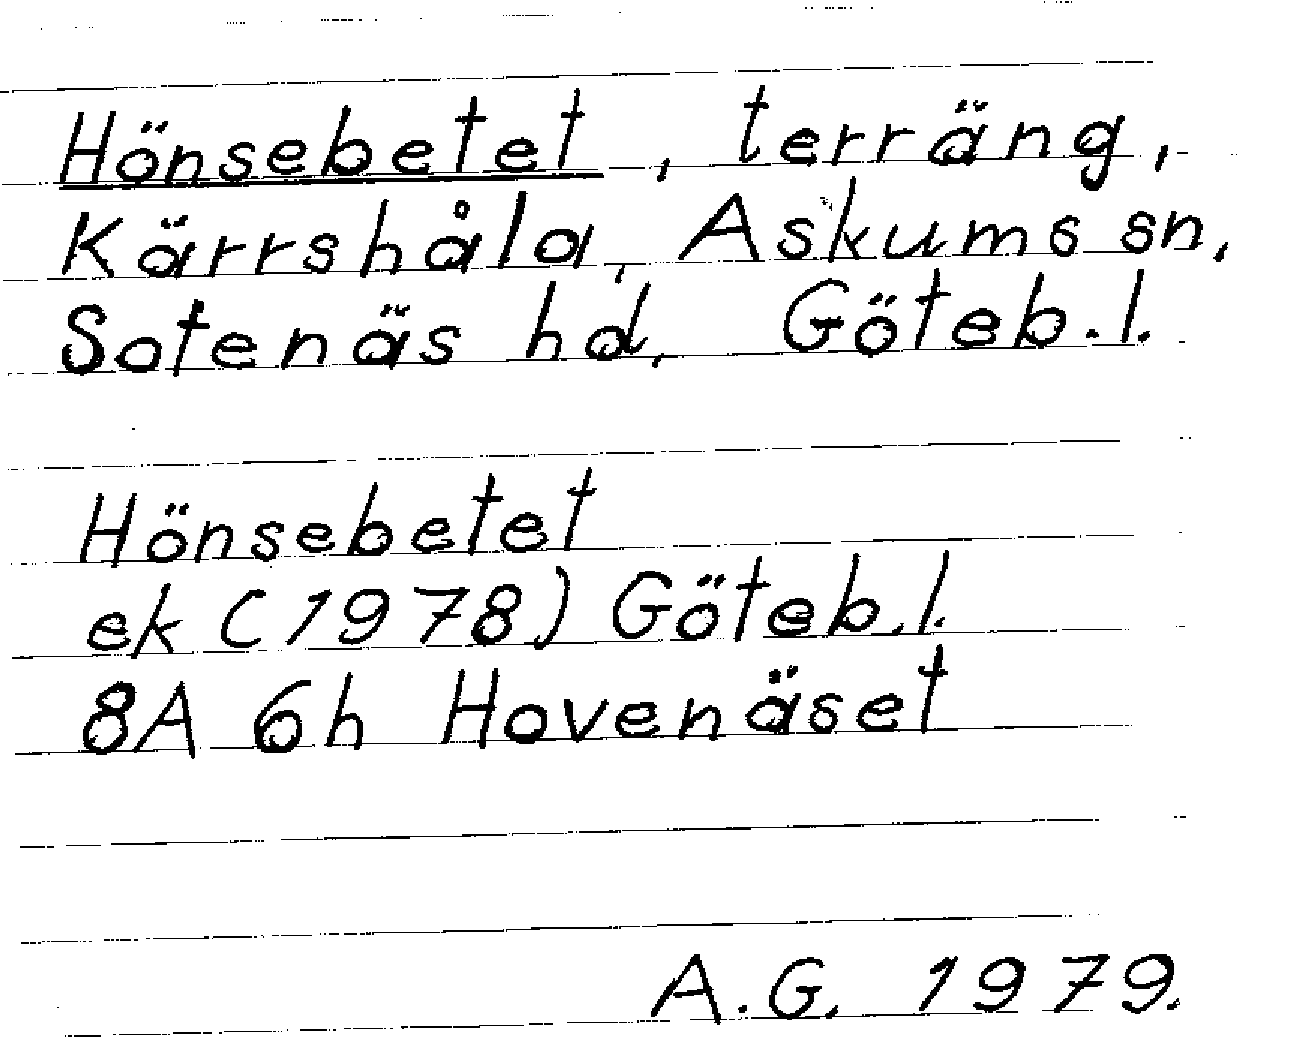 Hönsebetet, terräng,
Kärrshåla, Askums sn,
Sotenäs hd, Göteb.l.
Hönsebetet
ek (1978) Göteb.l.
8A 6h Hovenäset
A.G. 1979.